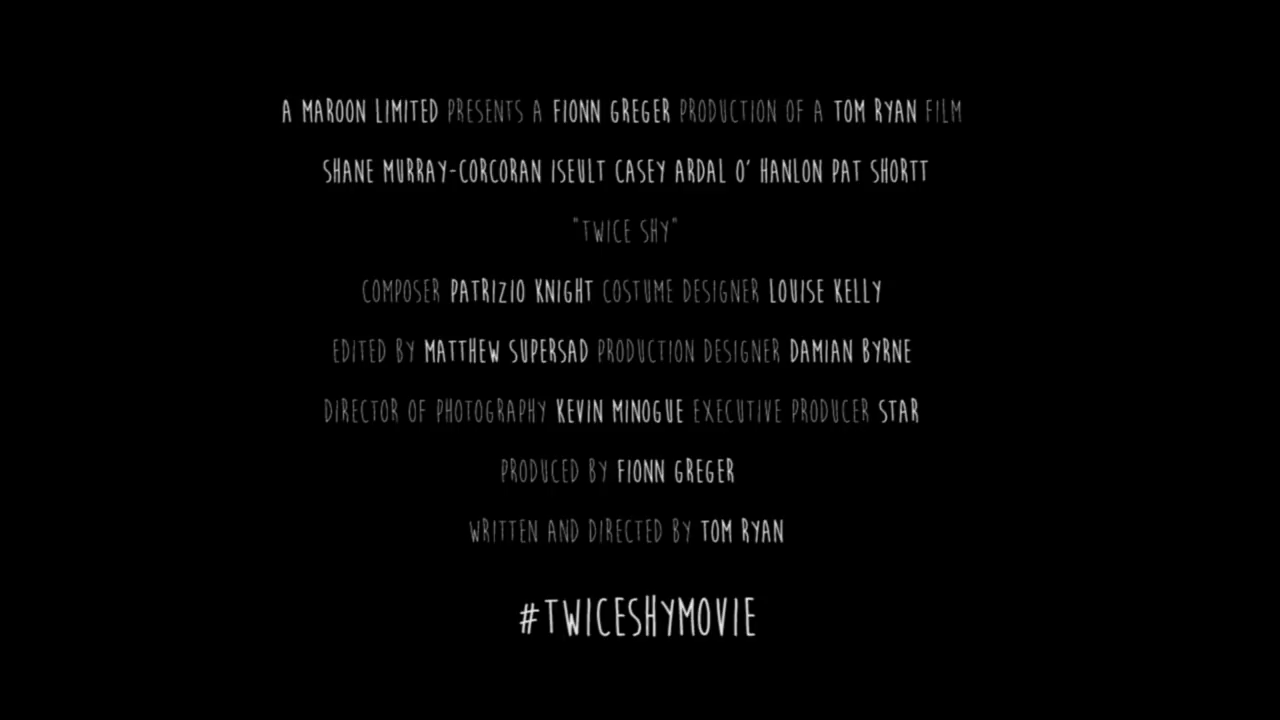 A MAROON LIMITED PRESENTS A FIONN GREGER PRODUCTION OF A TOM RYAN FILM
SHANE MURRAY-CORCORAN ISEULT CASEY ARDAL O' HANLON PAT SHORTT
"TWICE SHY"
COMPOSER PATRIZIO KNIGHT COSTUME DESIGNER LOUISE KELLY
EDITED BY MATTHEW SUPERSAD PRODUCTION DESIGNER DAMIAN BYRNE
DIRECTOR OF PHOTOGRAPHY KEVIN MINOGUE EXECUTIVE PRODUCER STAR
PRODUCED BY FIONN GREGER
WRITTEN AND DIRECTED BY TOM RYAN
#TWICESHYMOVIE